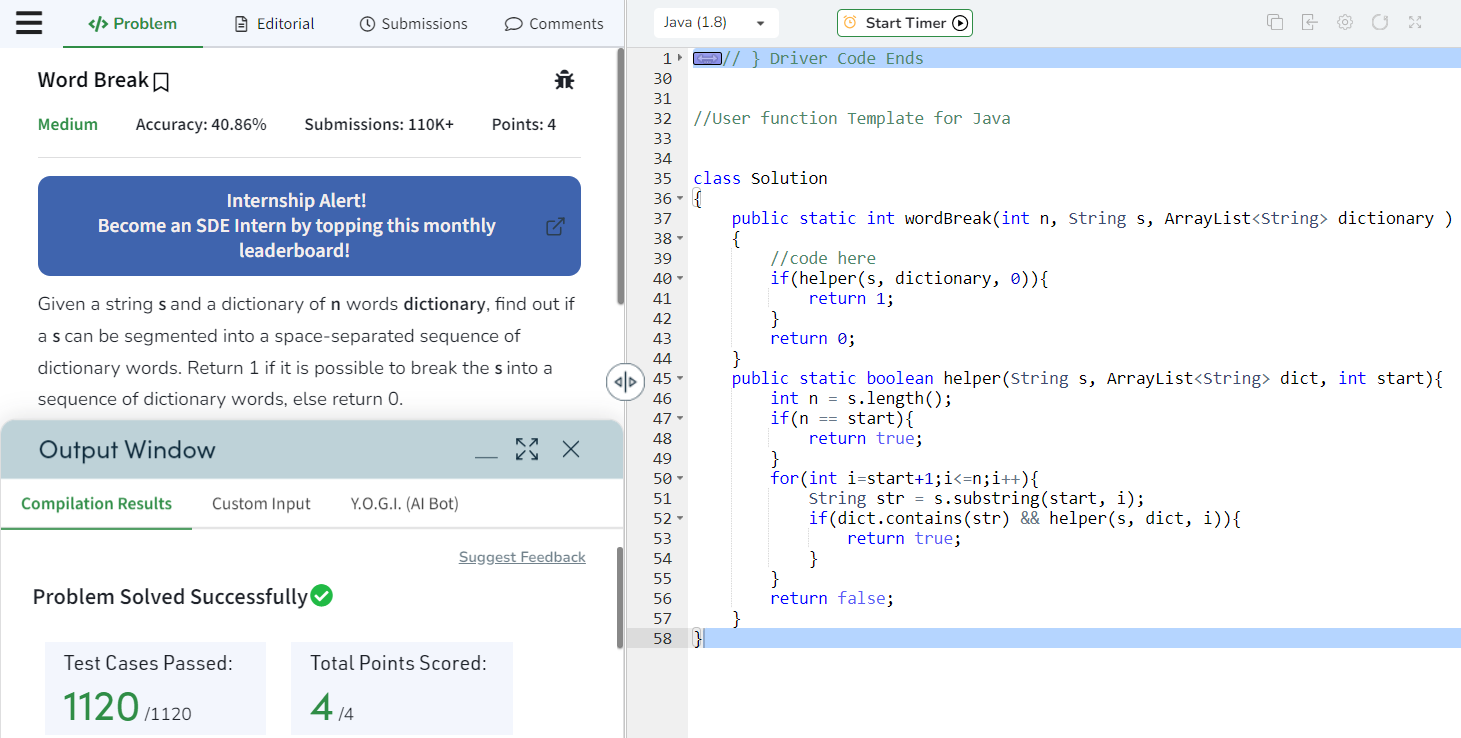 </> Problem
Editorial
Submissions
Comments
Word Break
Medium Accuracy: 40.86% Submissions: 110K+ Points: 4
Internship Alert!
Become an SDE Intern by topping this monthly
leaderboard!
Given a string s and a dictionary of n words dictionary, find out if
a s can be segmented into a space-separated sequence of
dictionary words. Return 1 if it is possible to break the s into a
sequence of dictionary words, else return 0.
Output Window
Compilation Results Custom Input Y.O.G.I. (AI Bot)
Suggest Feedback
Problem Solved Successfully
Test Cases Passed:
1120 /1120
Total Points Scored:
4 /4
Java (1.8)
Start Timer
1 // } Driver Code Ends
30
31
32 //User function Template for Java
33
34
35 class Solution
36 {
37 public static int wordBreak(int n, String s, ArrayList<String> dictionary )
38 {
39 //code here
40 if(helper(s, dictionary, 0)){
41 return 1;
42 }
43 return 0;
44 }
45 public static boolean helper(String s, ArrayList<String> dict, int start){
46 int n = s.length();
47 if(n == start){
48 return true;
49 }
50 for(int i=start+1;i<=n;i++){
51 String str = s.substring(start, i);
52 if(dict.contains(str) && helper(s, dict, i)){
53 return true;
54 }
55 }
56 return false;
57 }
58 }